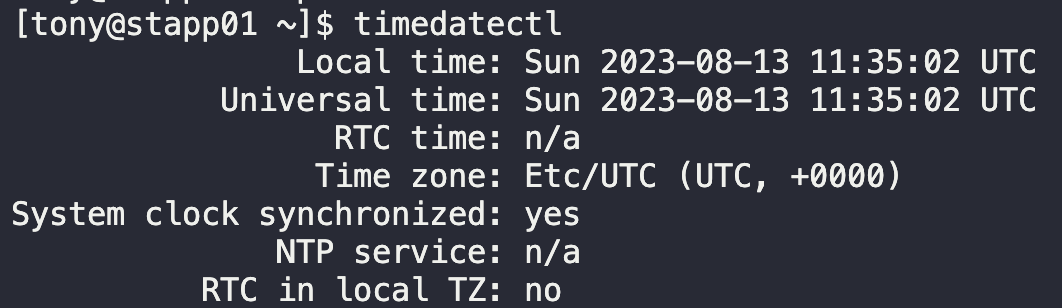 [tony@stapp01 ~]$ timedatectl
Local time: Sun 2023-08-13 11:35:02 UTC
Universal time: Sun 2023-08-13 11:35:02 UTC
RTC time: n/a
Time zone: Etc/UTC (UTC, +0000)
System clock synchronized: yes
NTP service: n/a
RTC in local TZ: no